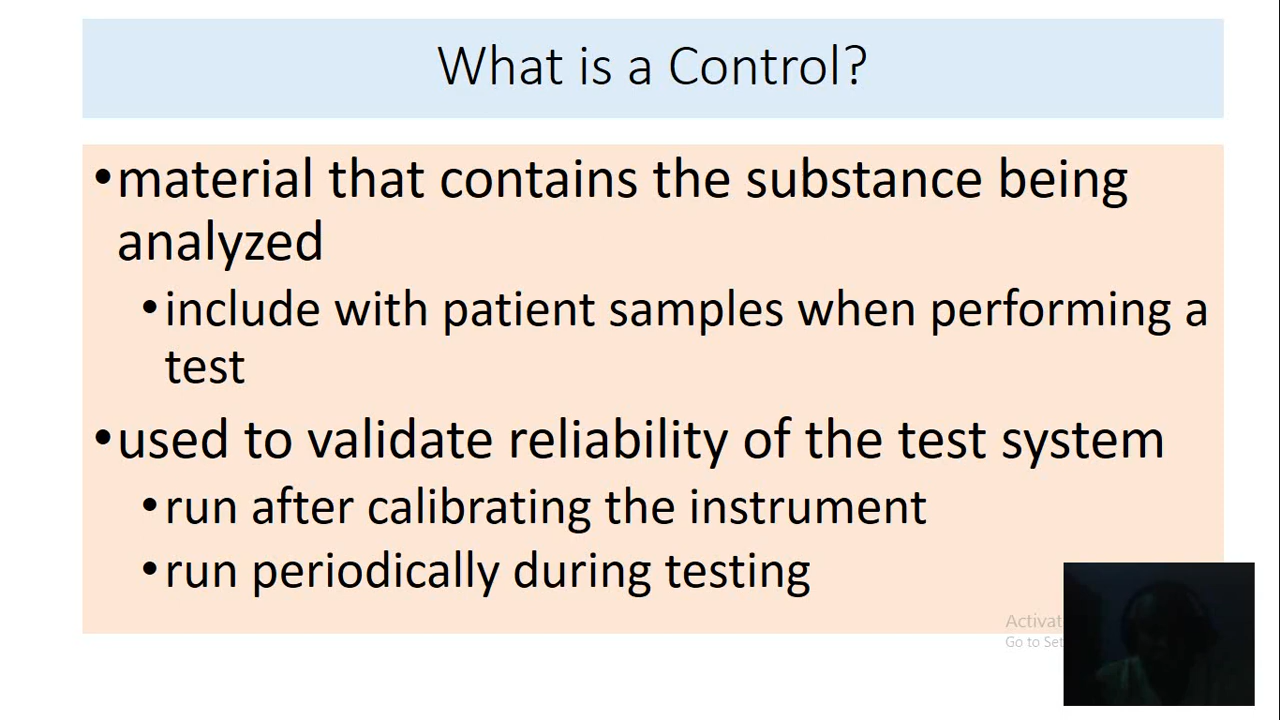 What is a Control?
•material that contains the substance being
analyzed
•include with patient samples when performing a
test
•used to validate reliability of the test system
•run after calibrating the instrument
•run periodically during testing
Activat
Go to Set